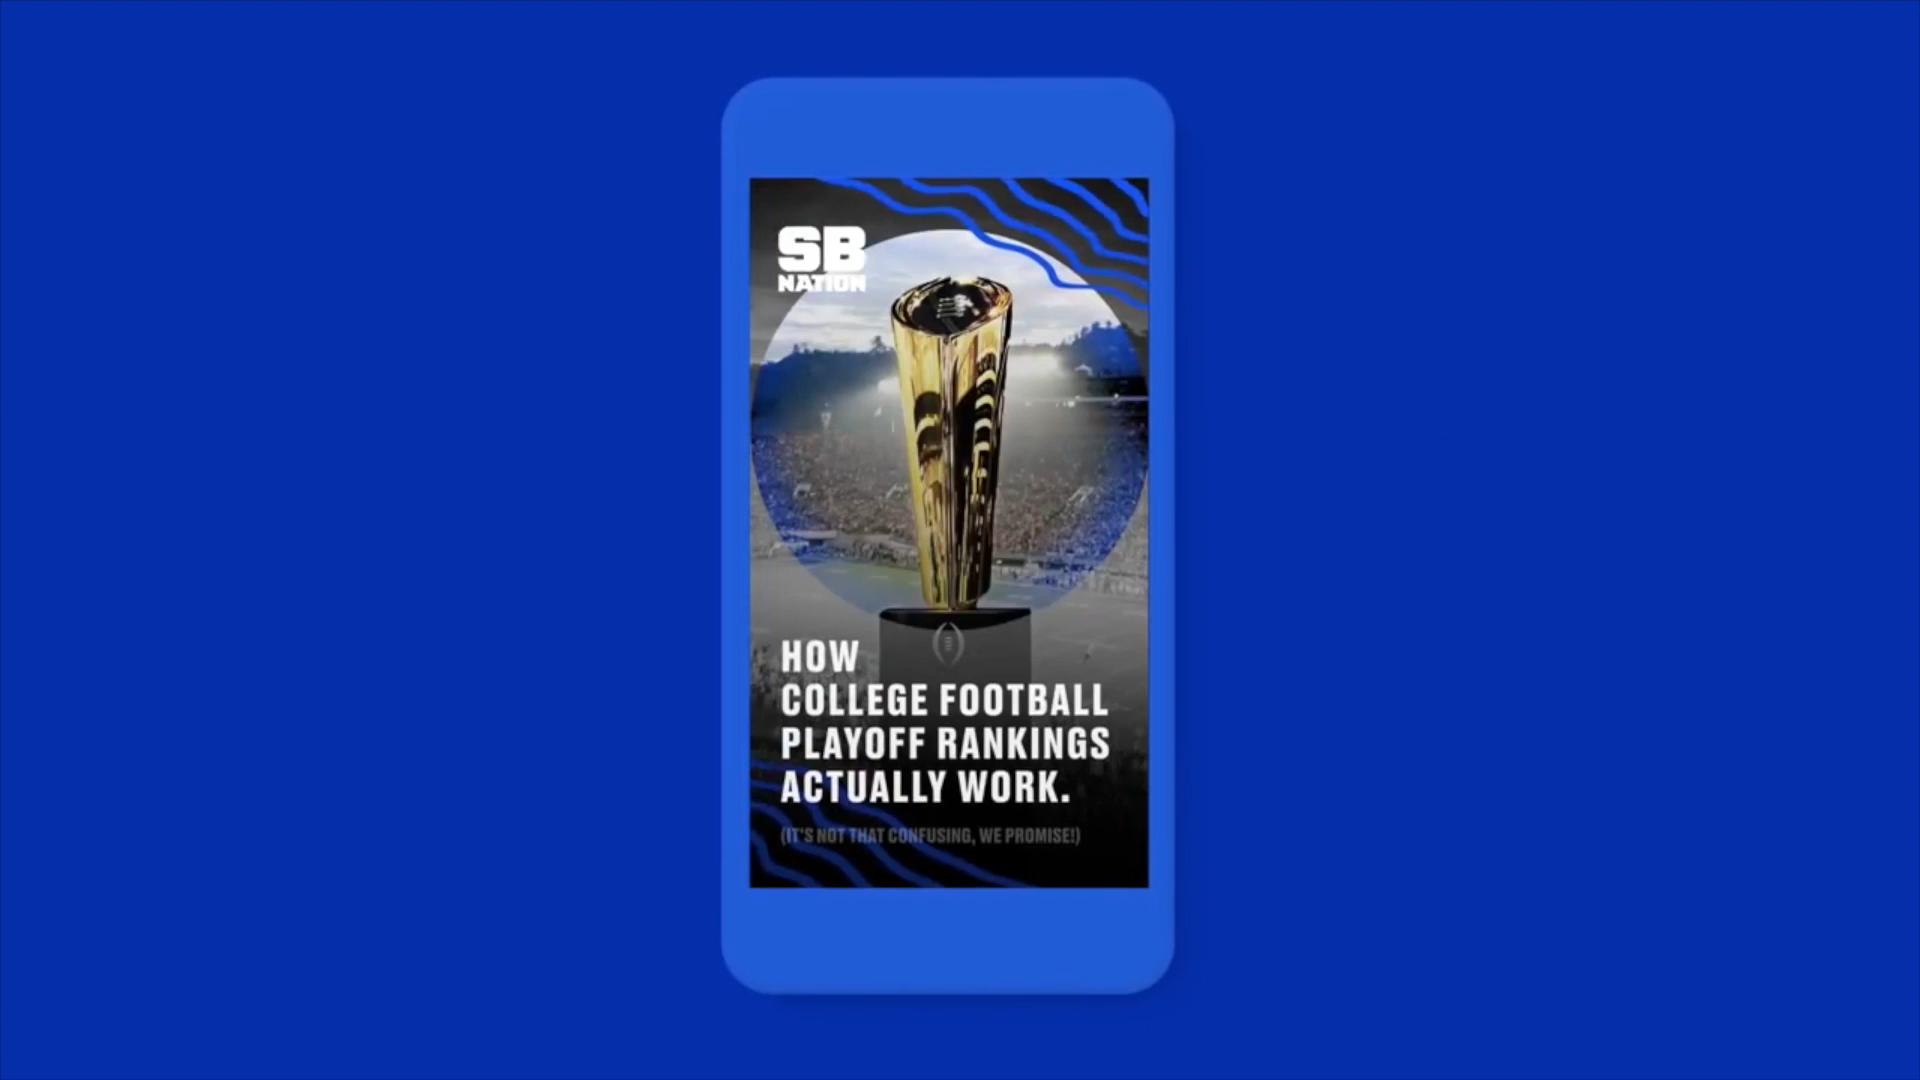 SB
NATION
HOW
COLLEGE FOOTBALL
PLAYOFF RANKINGS
ACTUALLY WORK.
(IT'S NOT THAT CONFUSING, WE PROMISE!)